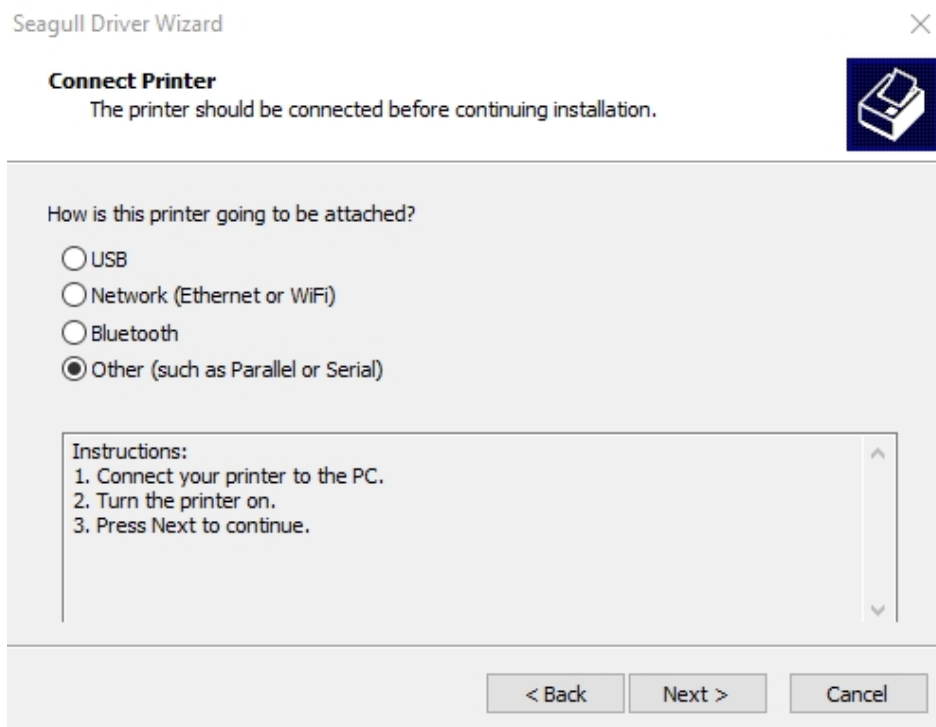 Seagull Driver Wizard
Connect Printer
The printer should be connected before continuing installation.
How is this printer going to be attached?
USB
Network (Ethernet or WiFi)
Bluetooth
Other (such as Parallel or Serial)
Instructions:
1. Connect your printer to the PC.
2. Turn the printer on.
3. Press Next to continue.
< Back Next > Cancel